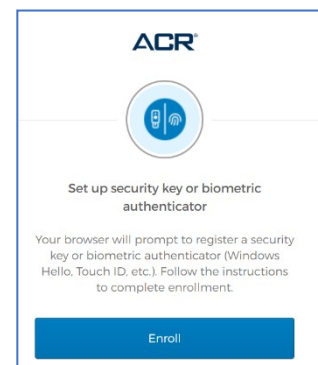 ACR®
Set up security key or biometric
authenticator
Your browser will prompt to register a security
key or biometric authenticator (Windows
Hello, Touch ID, etc.). Follow the instructions
to complete enrollment.
Enroll